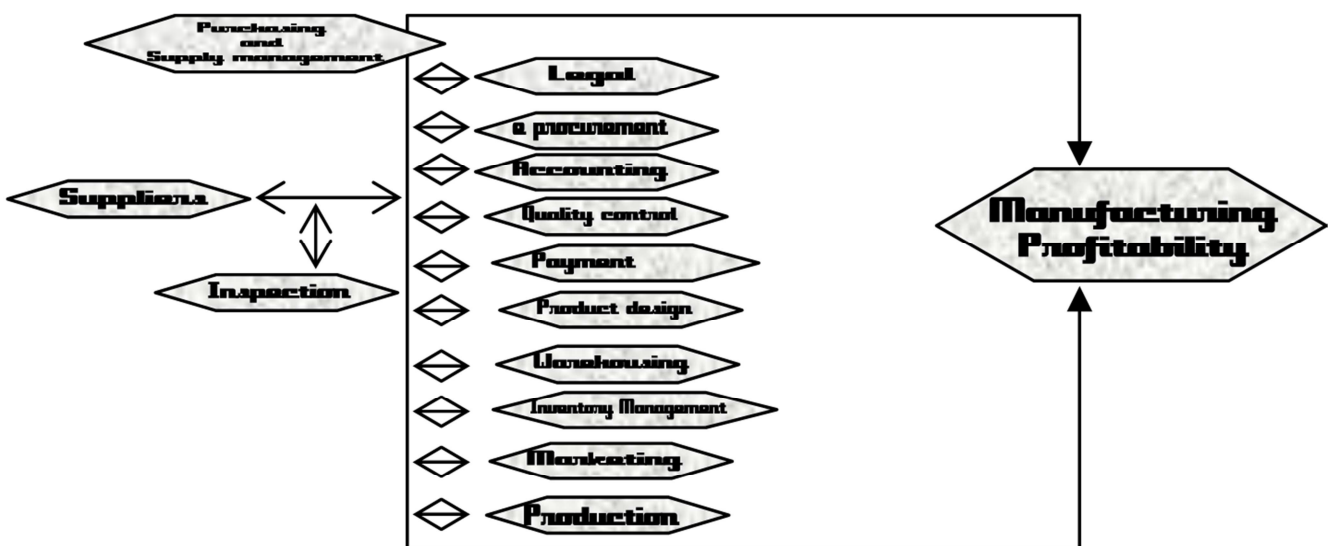 Purchasing
and
Supply management
Legal
e procurement
Accounting
Suppliers
Quality control
Manufacturing
Profitability
Payment
Inspection
Product design
Warehousing
Inventory Management
Marketing
Production